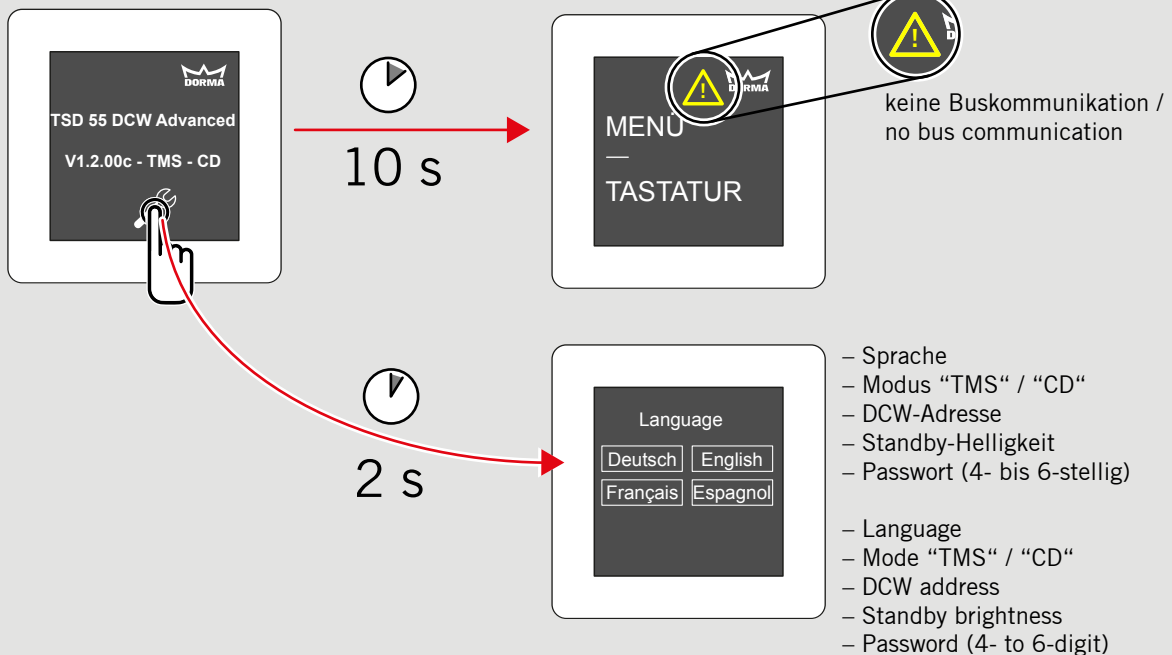 DORMA
TSD 55 DCW Advanced
V1.2.00c - TMS - CD
10 s
MENÜ
—
TASTATUR
!
RMA
!
keine Buskommunikation /
no bus communication
2 s
Language
Deutsch English
Français Espagnol
– Sprache
– Modus “TMS“ / “CD“
– DCW-Adresse
– Standby-Helligkeit
– Passwort (4- bis 6-stellig)
– Language
– Mode “TMS“ / “CD“
– DCW address
– Standby brightness
– Password (4- to 6-digit)